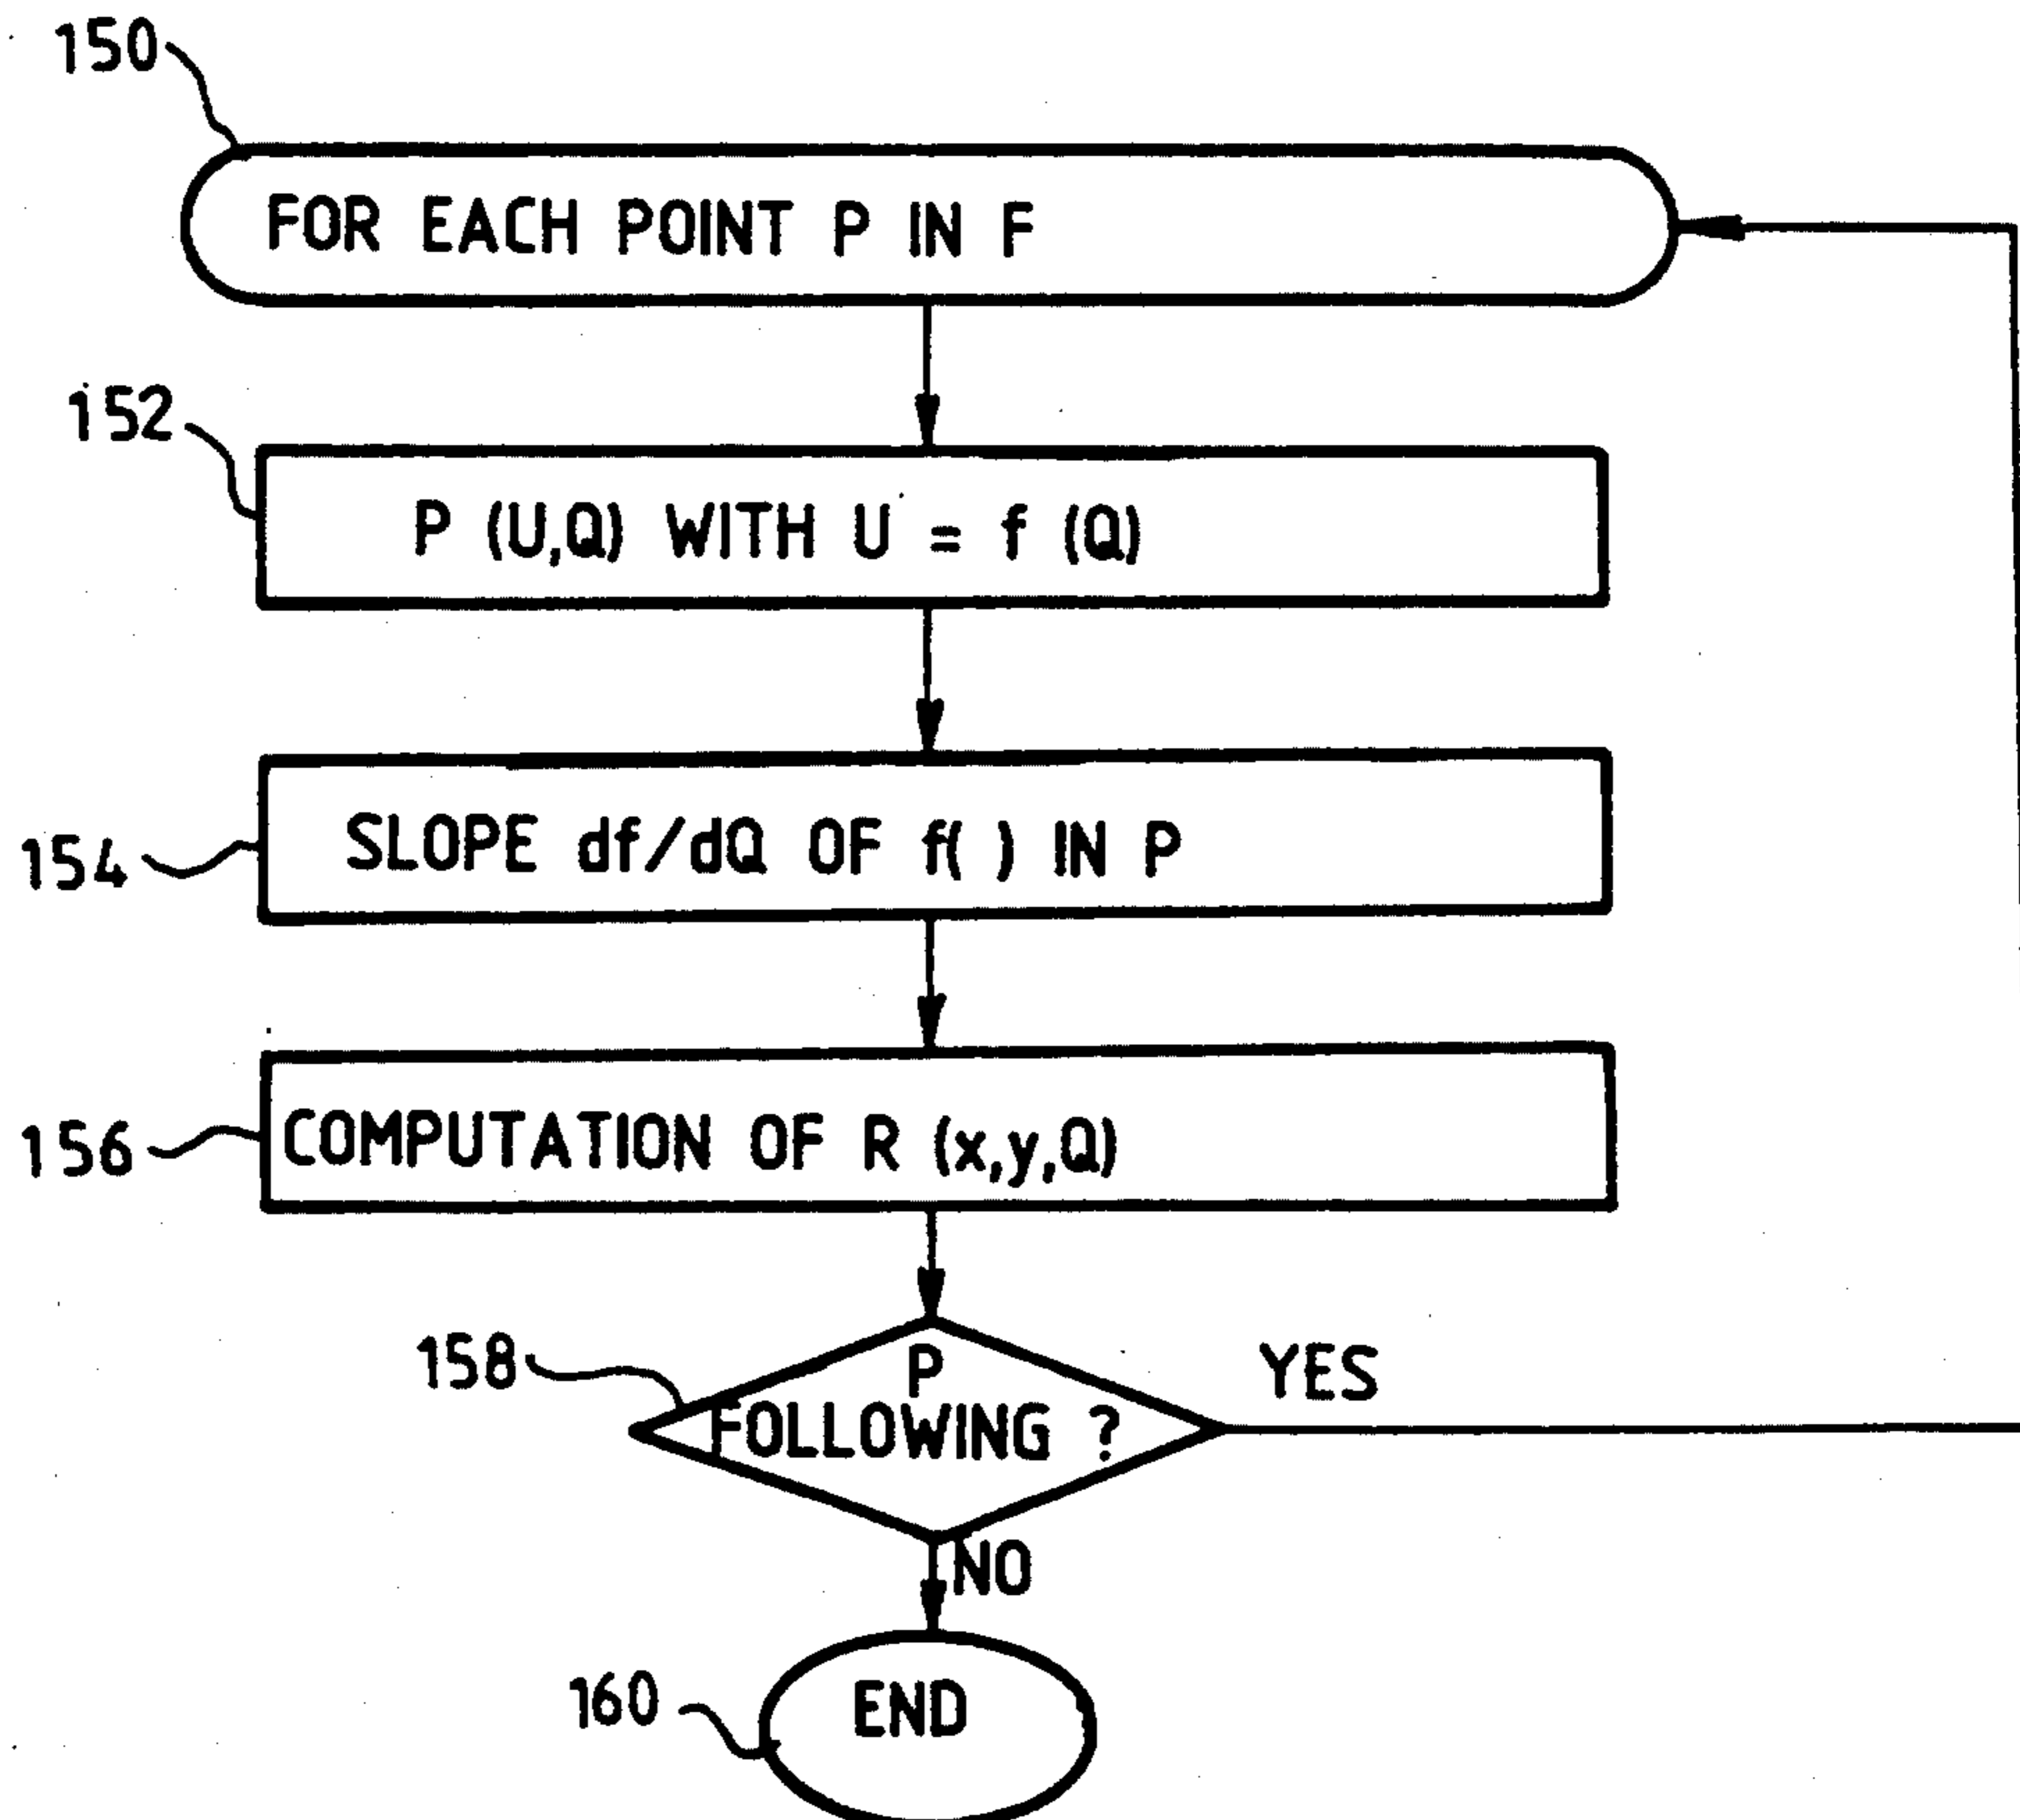 150
FOR EACH POINT P IN F
152
P (U,Q) WITH U = f (Q)
154
SLOPE df/dQ OF f( ) IN P
156
COMPUTATION OF R (x,y,Q)
158
P
FOLLOWING ?
YES
NO
160
END